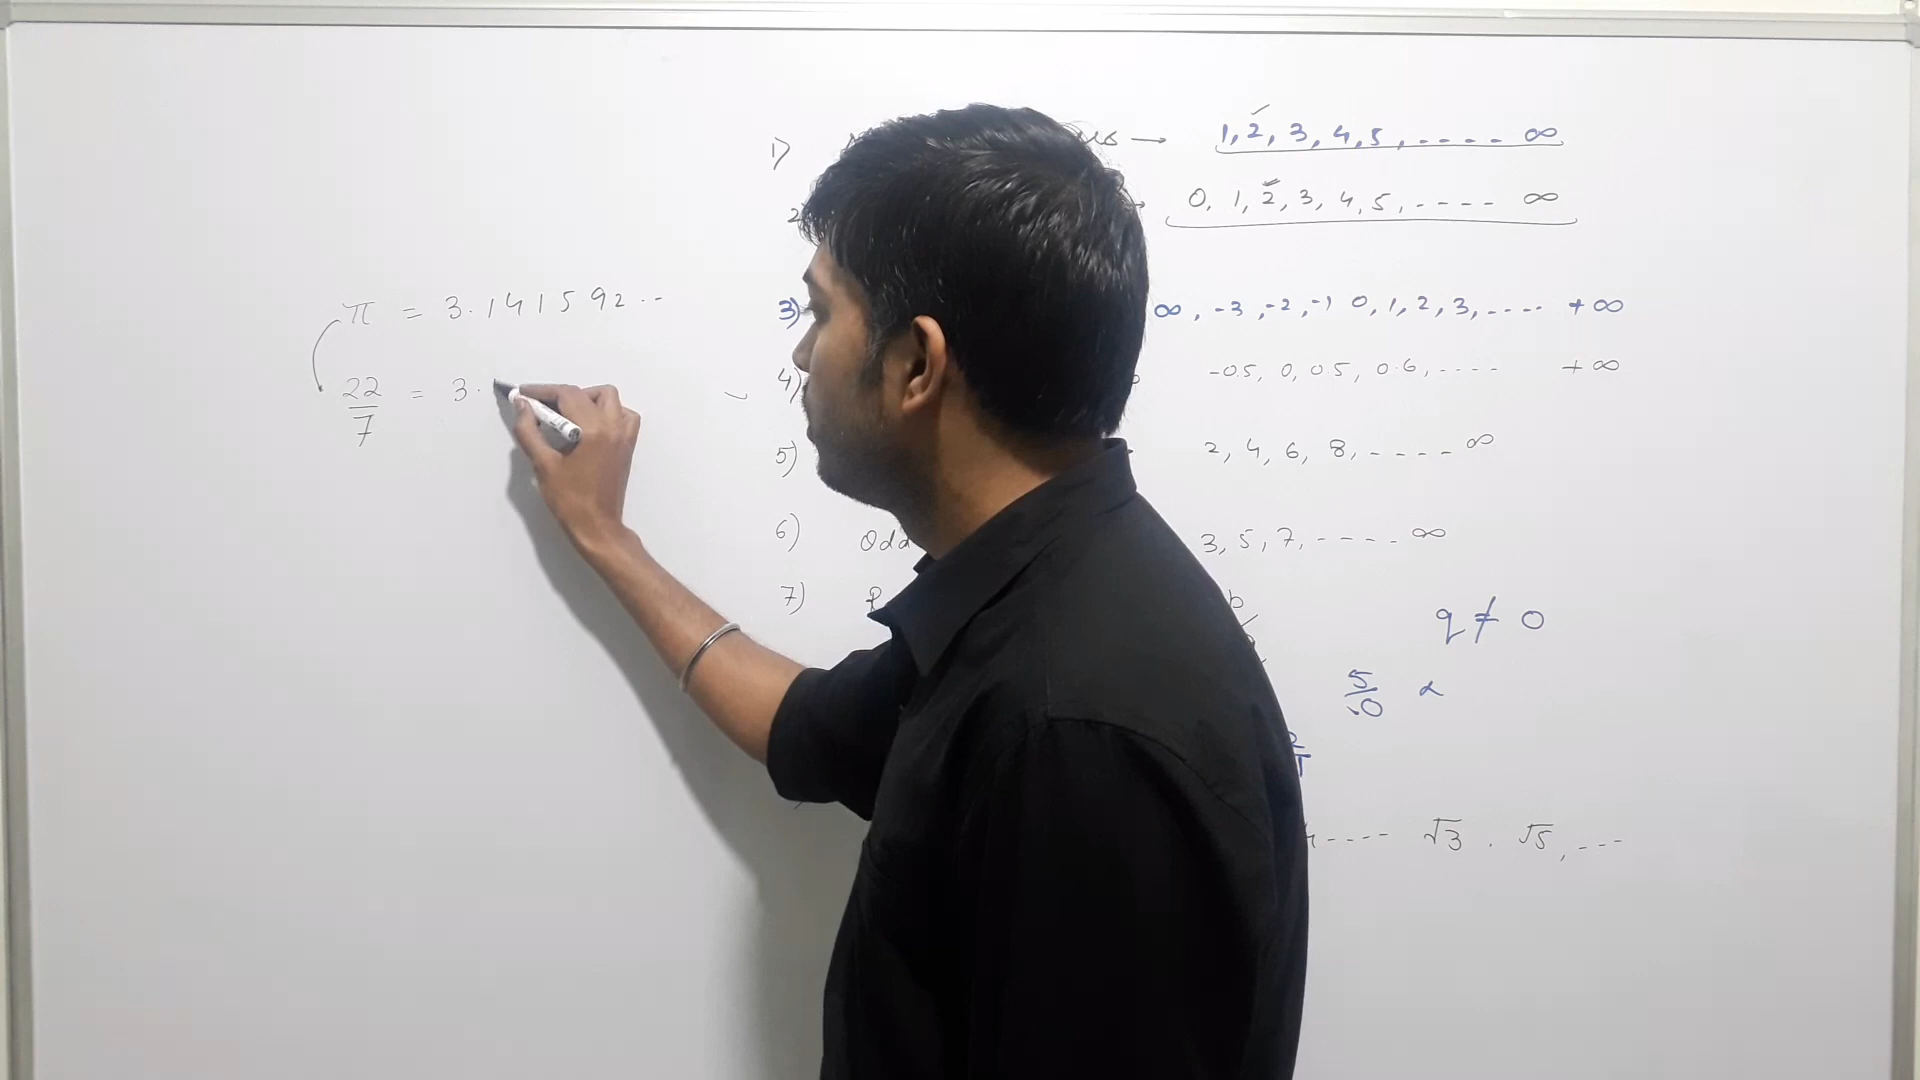 π = 3.141592..
22/7 = 3.
1) → 1, 2, 3, 4, 5, .... ∞
2) 0, 1, 2, 3, 4, 5, .... ∞
3) ∞, -3, -2, -1 0, 1, 2, 3, .... +∞
4) -0.5, 0, 0.5, 0.6, .... +∞
5) 2, 4, 6, 8, .... ∞
6) Odd 3, 5, 7, .... ∞
7) q ≠ 0
5/0
.... √3 . √5, ...